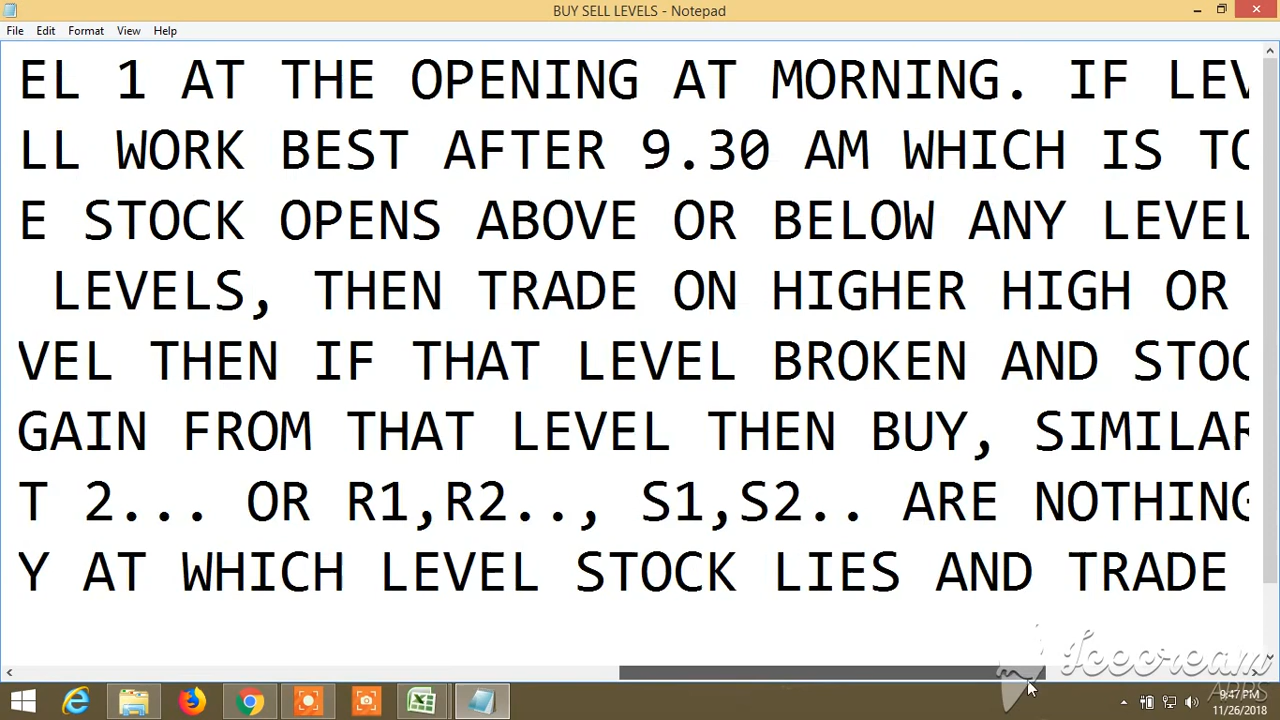 BUY SELL LEVELS - Notepad
File Edit Format View Help
EL 1 AT THE OPENING AT MORNING. IF LEV
LL WORK BEST AFTER 9.30 AM WHICH IS TO
E STOCK OPENS ABOVE OR BELOW ANY LEVEL
LEVELS, THEN TRADE ON HIGHER HIGH OR
VEL THEN IF THAT LEVEL BROKEN AND STOC
GAIN FROM THAT LEVEL THEN BUY, SIMILAR
T 2... OR R1,R2.., S1,S2.. ARE NOTHING
Y AT WHICH LEVEL STOCK LIES AND TRADE
Icecream
APPS
9:47 PM
11/26/2018